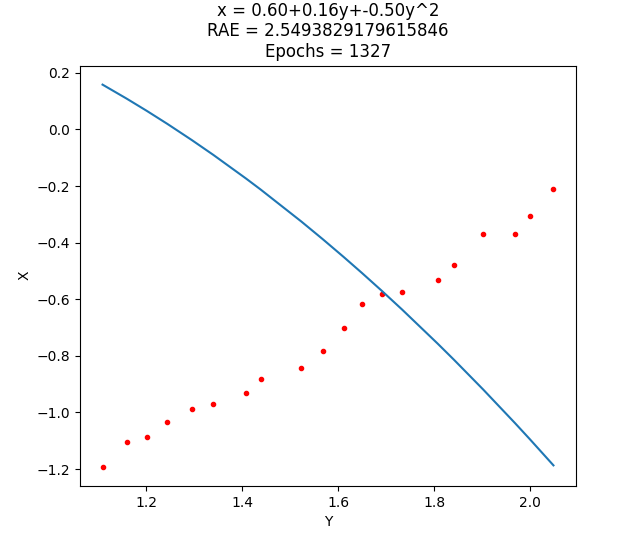 x = 0.60+0.16y+-0.50y^2
RAE = 2.5493829179615846
Epochs = 1327
0.2
0.0
−0.2
−0.4
−0.6
−0.8
−1.0
−1.2
X
1.2 1.4 1.6 1.8 2.0
Y